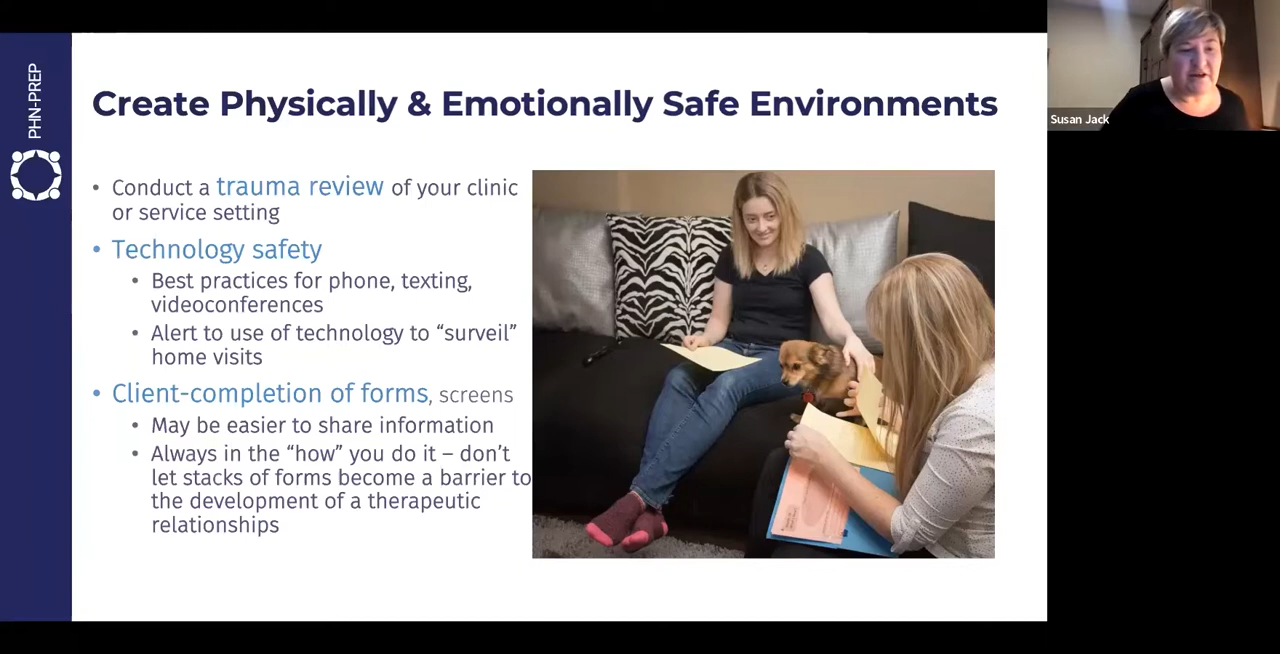 PHN-PREP
Create Physically & Emotionally Safe Environments
• Conduct a trauma review of your clinic
or service setting
• Technology safety
• Best practices for phone, texting,
videoconferences
• Alert to use of technology to “surveil”
home visits
• Client-completion of forms, screens
• May be easier to share information
• Always in the “how” you do it – don’t
let stacks of forms become a barrier to
the development of a therapeutic
relationships
Susan Jack